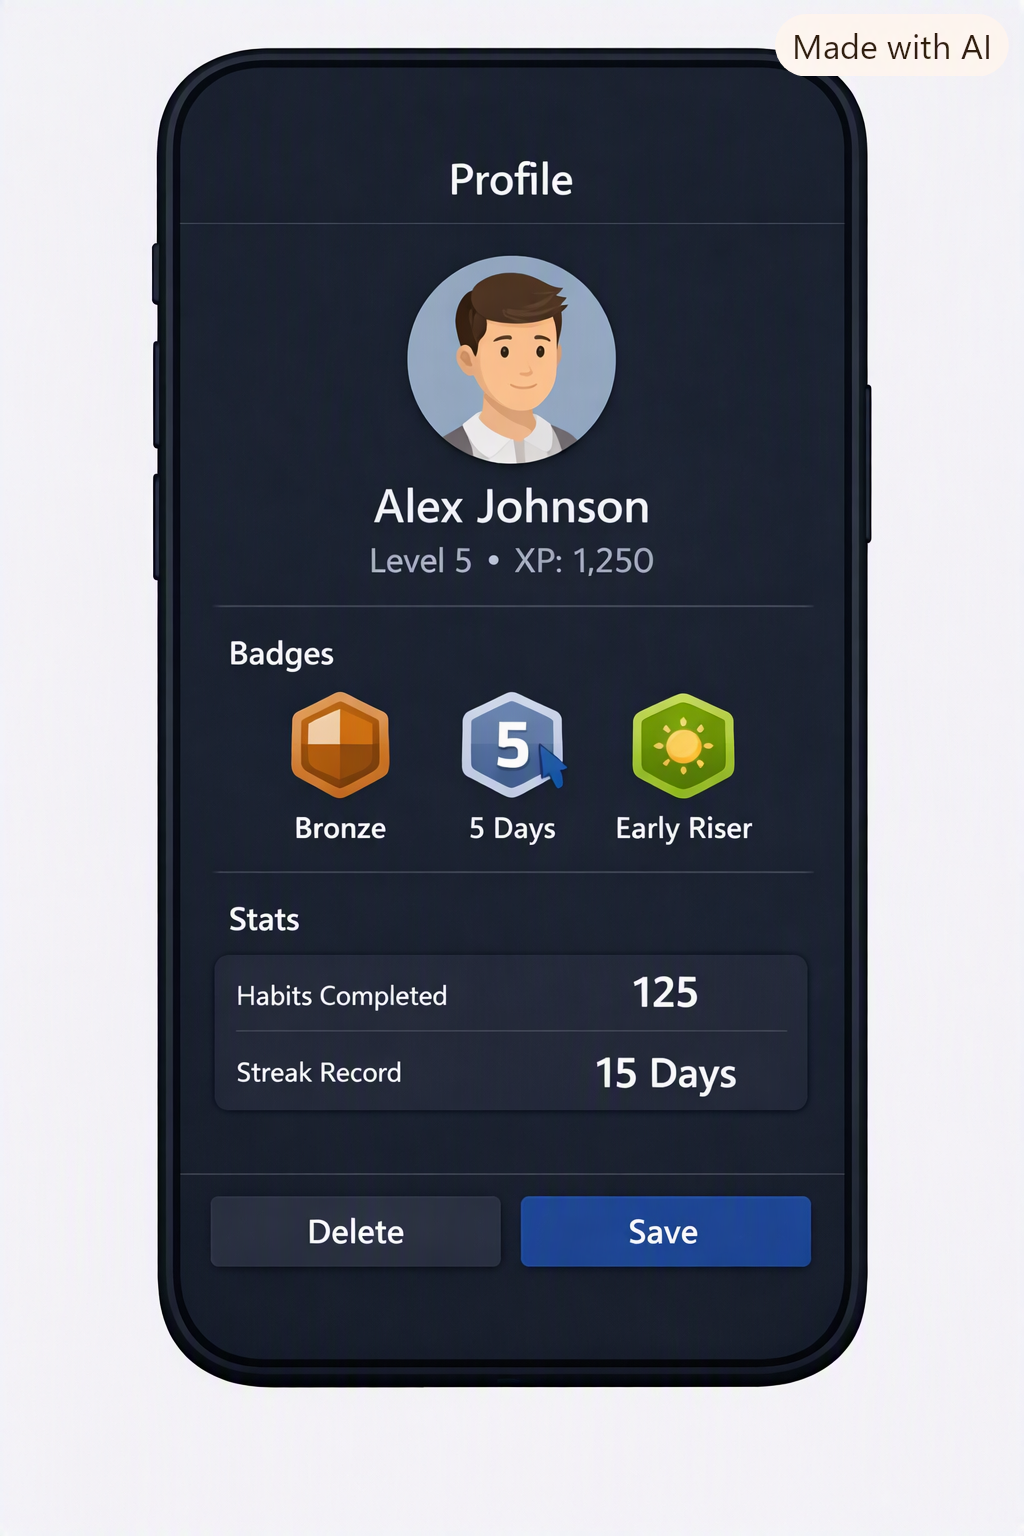 Made with AI
Profile
Alex Johnson
Level 5 • XP: 1,250
Badges
5
Bronze 5 Days Early Riser
Stats
Habits Completed 125
Streak Record 15 Days
Delete Save